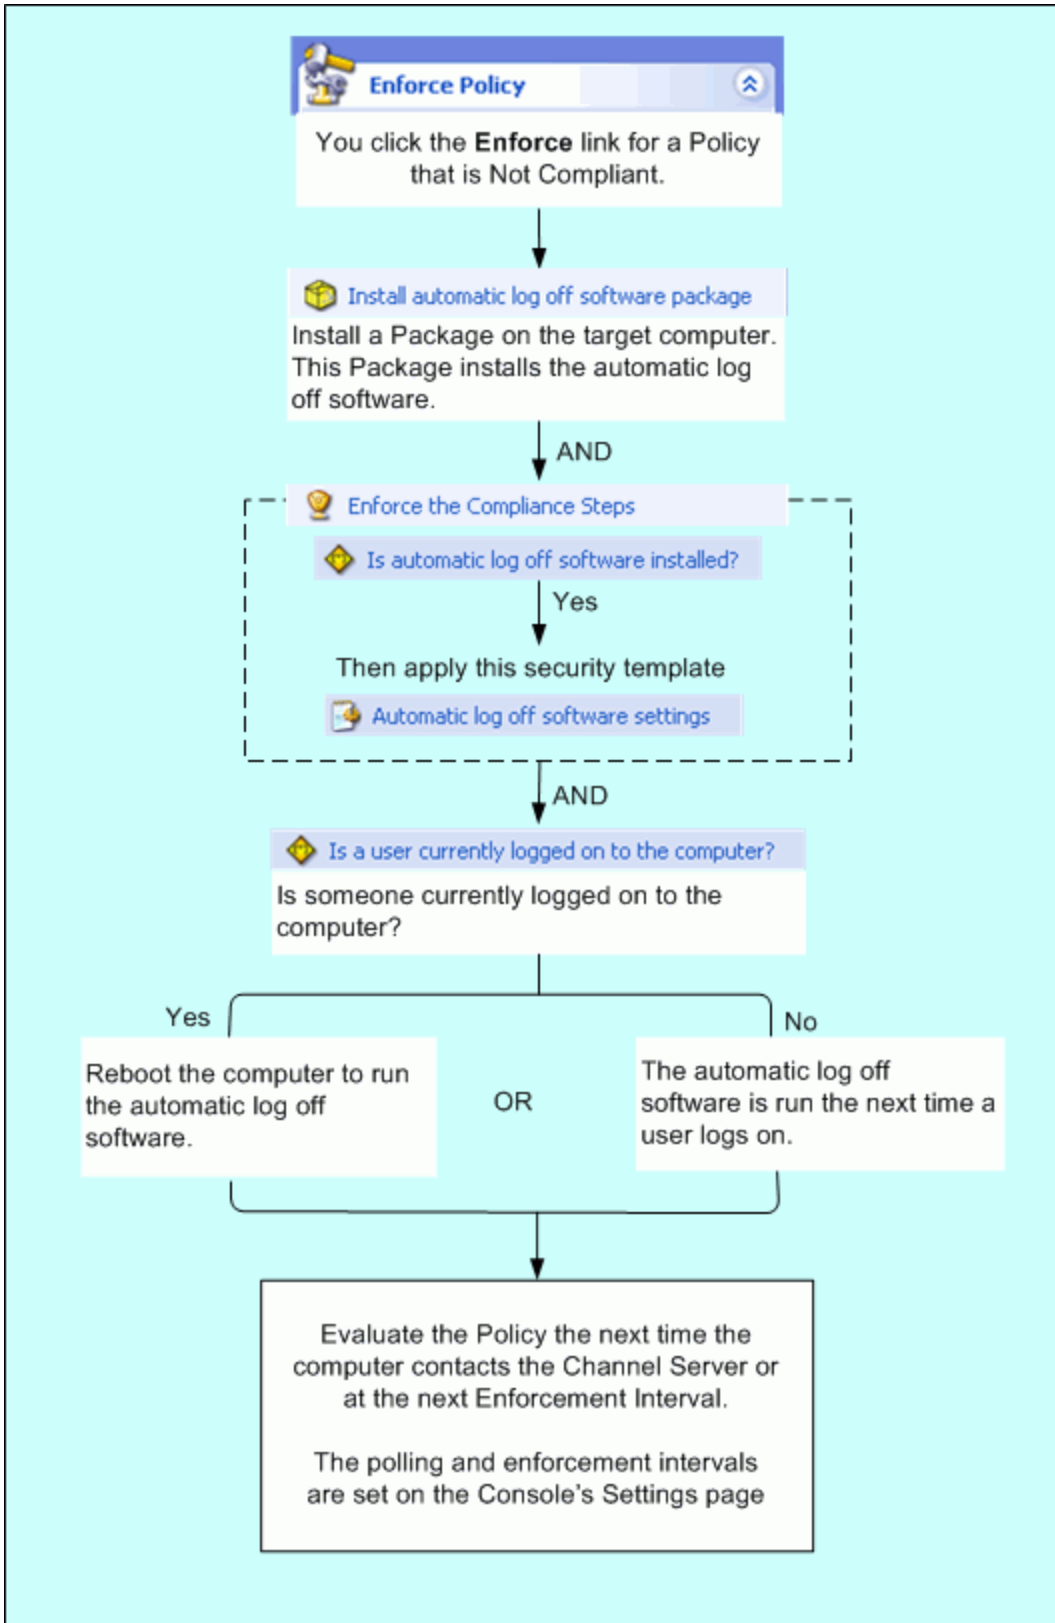 Enforce Policy
You click the Enforce link for a Policy
that is Not Compliant.
Install automatic log off software package
Install a Package on the target computer.
This Package installs the automatic log
off software.
AND
Enforce the Compliance Steps
Is automatic log off software installed?
Yes
Then apply this security template
Automatic log off software settings
AND
Is a user currently logged on to the computer?
Is someone currently logged on to the
computer?
Yes
Reboot the computer to run
the automatic log off
software.
OR
No
The automatic log off
software is run the next time a
user logs on.
Evaluate the Policy the next time the
computer contacts the Channel Server or
at the next Enforcement Interval.
The polling and enforcement intervals
are set on the Console's Settings page